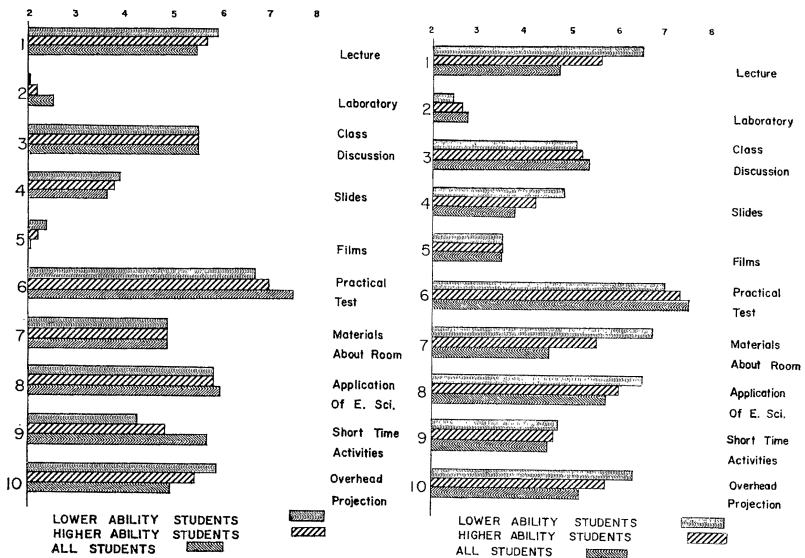 2 3 4 5 6 7 8
1 Lecture
2 Laboratory
3 Class
Discussion
4 Slides
5 Films
6 Practical
Test
7 Materials
About Room
8 Application
Of E. Sci.
9 Short Time
Activities
10 Overhead
Projection
LOWER ABILITY STUDENTS
HIGHER ABILITY STUDENTS
ALL STUDENTS
2 3 4 5 6 7 8
1 Lecture
2 Laboratory
3 Class
Discussion
4 Slides
5 Films
6 Practical
Test
7 Materials
About Room
8 Application
Of E. Sci.
9 Short Time
Activities
10 Overhead
Projection
LOWER ABILITY STUDENTS
HIGHER ABILITY STUDENTS
ALL STUDENTS